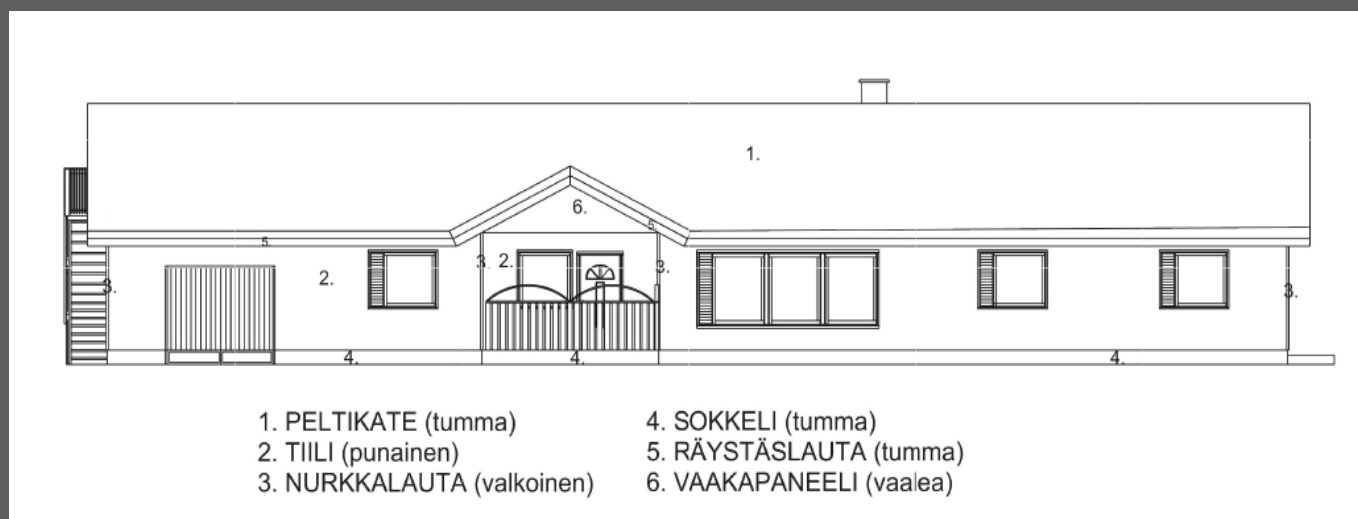 1.
6.
5.
5.
3. 2. 3.
2.
3. 3.
4. 4. 4.
1. PELTIKATE (tumma)
2. TIILI (punainen)
3. NURKKALAUTA (valkoinen)
4. SOKKELI (tumma)
5. RÄYSTÄSLAUTA (tumma)
6. VAAKAPANEELI (vaalea)